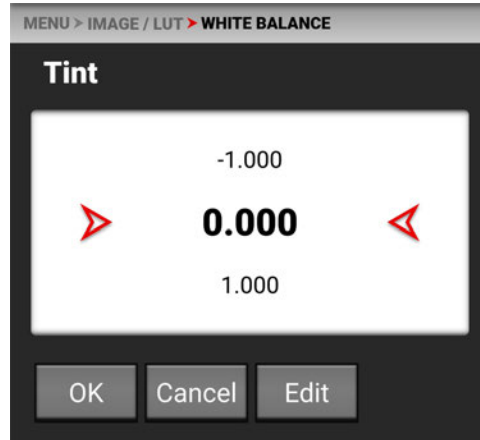 MENU > IMAGE / LUT > WHITE BALANCE
Tint
-1.000
0.000
1.000
OK Cancel Edit